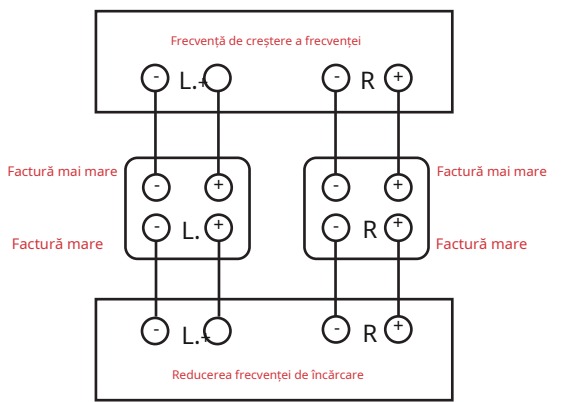 Frecvență de creștere a frecvenței
- L.+ - R +
Factură mai mare - + - + Factură mai mare
Factură mare - L. + - R + Factură mare
- L.+ - R +
Reducerea frecvenței de încărcare